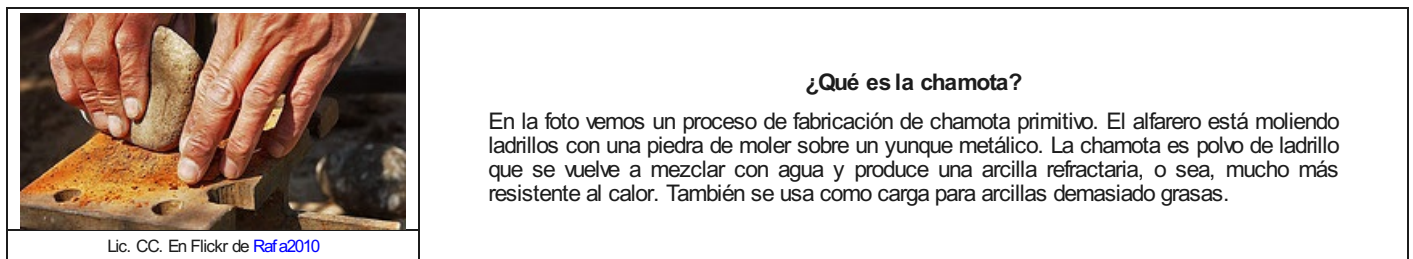 ¿Qué es la chamota?
En la foto vemos un proceso de fabricación de chamota primitivo. El alfarero está moliendo
ladrillos con una piedra de moler sobre un yunque metálico. La chamota es polvo de ladrillo
que se vuelve a mezclar con agua y produce una arcilla refractaria, o sea, mucho más
resistente al calor. También se usa como carga para arcillas demasiado grasas.
Lic. CC. En Flickr de Rafa2010